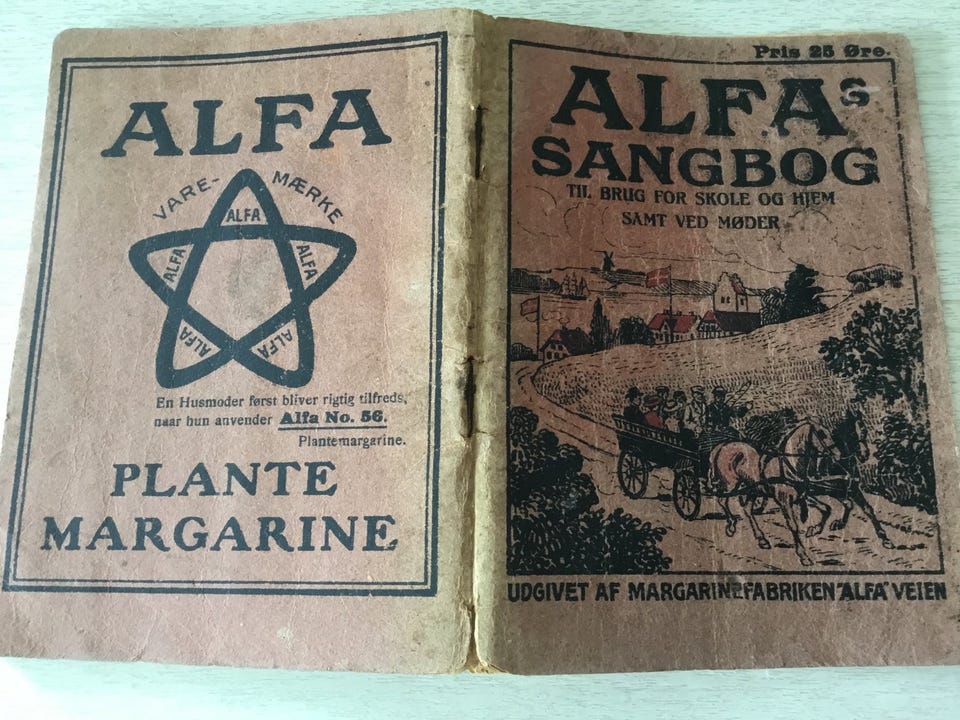 ALFA
VARE-MÆRKE
ALFA
ALFA
ALFA
ALFA
ALFA
En Husmoder først bliver rigtig tilfreds,
naar hun anvender Alfa No. 56.
Plantemargarine.
PLANTE
MARGARINE
Pris 25 Øre.
ALFAs
SANGBOG
TIL BRUG FOR SKOLE OG HJEM
SAMT VED MØDER
UDGIVET AF MARGARINEFABRIKEN "ALFA" VEJEN